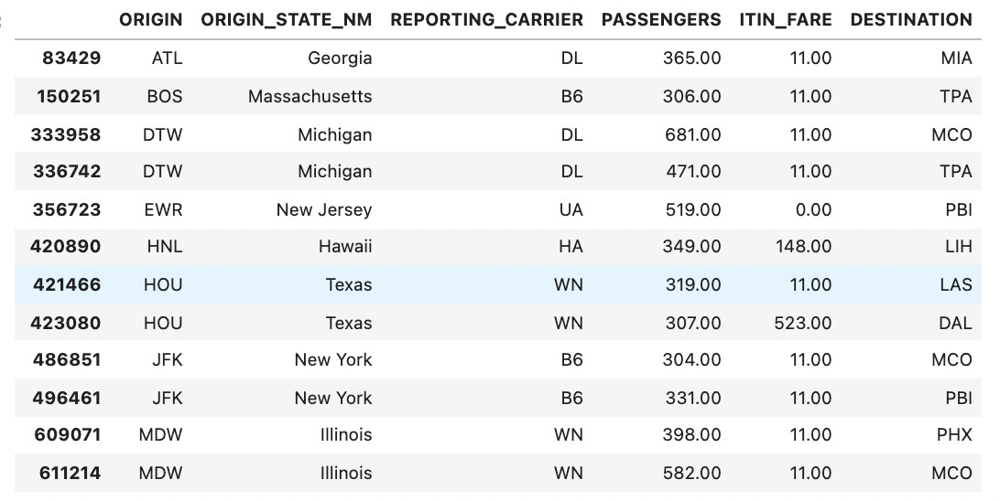 ORIGIN ORIGIN_STATE_NM REPORTING_CARRIER PASSENGERS ITIN_FARE DESTINATION
83429 ATL Georgia DL 365.00 11.00 MIA
150251 BOS Massachusetts B6 306.00 11.00 TPA
333958 DTW Michigan DL 681.00 11.00 MCO
336742 DTW Michigan DL 471.00 11.00 TPA
356723 EWR New Jersey UA 519.00 0.00 PBI
420890 HNL Hawaii HA 349.00 148.00 LIH
421466 HOU Texas WN 319.00 11.00 LAS
423080 HOU Texas WN 307.00 523.00 DAL
486851 JFK New York B6 304.00 11.00 MCO
496461 JFK New York B6 331.00 11.00 PBI
609071 MDW Illinois WN 398.00 11.00 PHX
611214 MDW Illinois WN 582.00 11.00 MCO